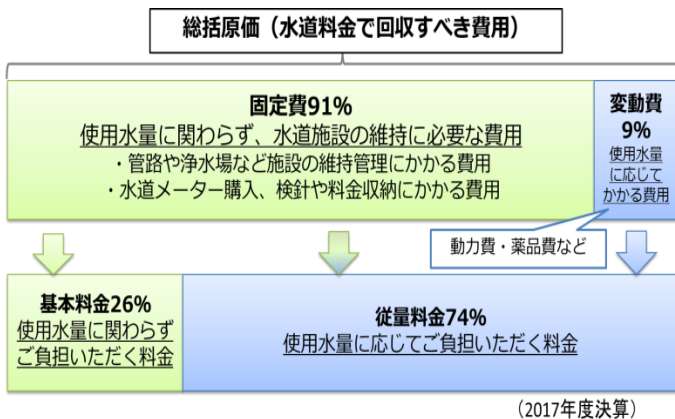 総括原価（水道料金で回収すべき費用）
固定費91%
使用水量に関わらず、水道施設の維持に必要な費用
・管路や浄水場など施設の維持管理にかかる費用
・水道メーター購入、検針や料金収納にかかる費用
変動費
9%
使用水量
に応じて
かかる費用
動力費・薬品費など
基本料金26%
使用水量に関わらず
ご負担いただく料金
従量料金74%
使用水量に応じてご負担いただく料金
（2017年度決算）